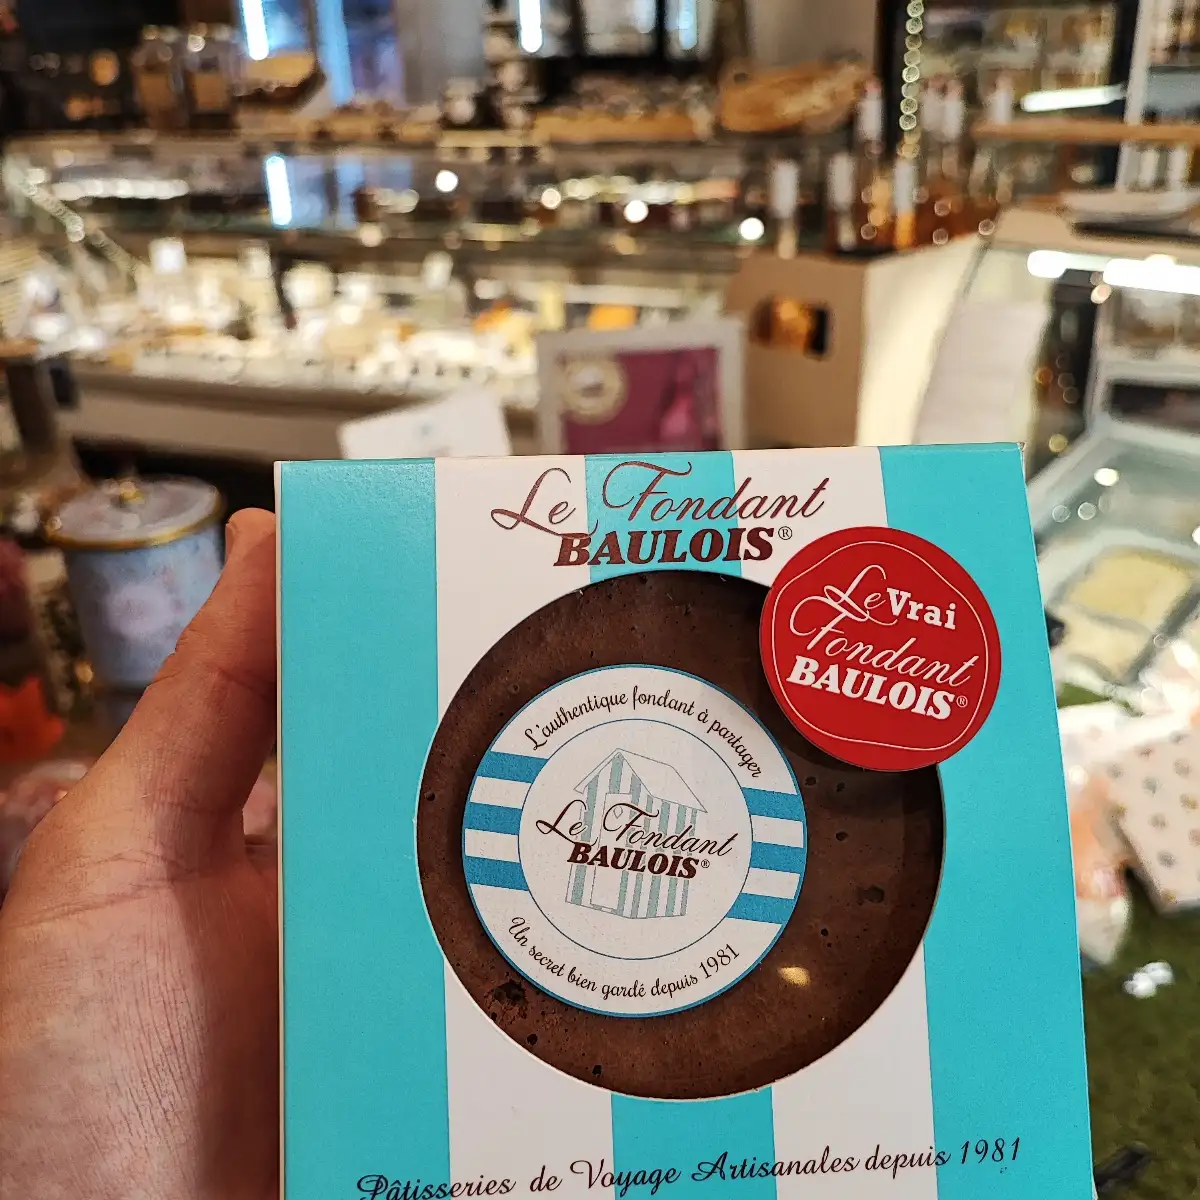 Le Fondant
BAULOIS®
Le Vrai
Fondant
BAULOIS®
L'authentique fondant à partager
Le Fondant
BAULOIS®
Un secret bien gardé depuis 1981
Pâtisseries de Voyage Artisanales depuis 1981